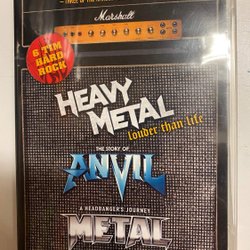 Marshall
6 TIM
HARD
ROCK
HEAVY
METAL
louder than life
THE STORY OF
ANVIL
A HEADBANGER'S JOURNEY
METAL